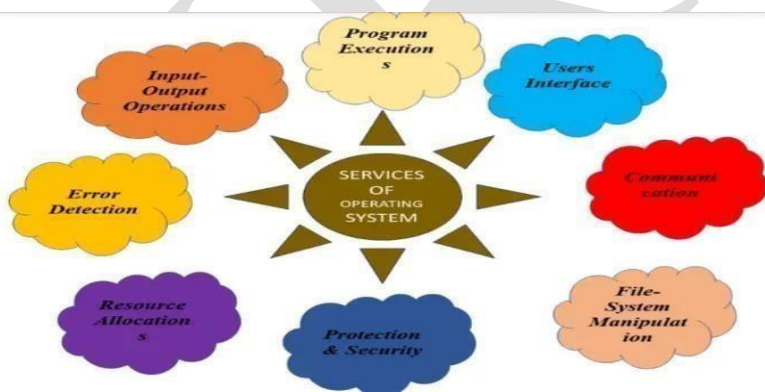 Program
Execution
s
Input-
Output
Operations
Users
Interface
SERVICES
OF
OPERATING
SYSTEM
Error
Detection
Communi
cation
Resource
Allocation
s
Protection
& Security
File-
System
Manipulat
ion